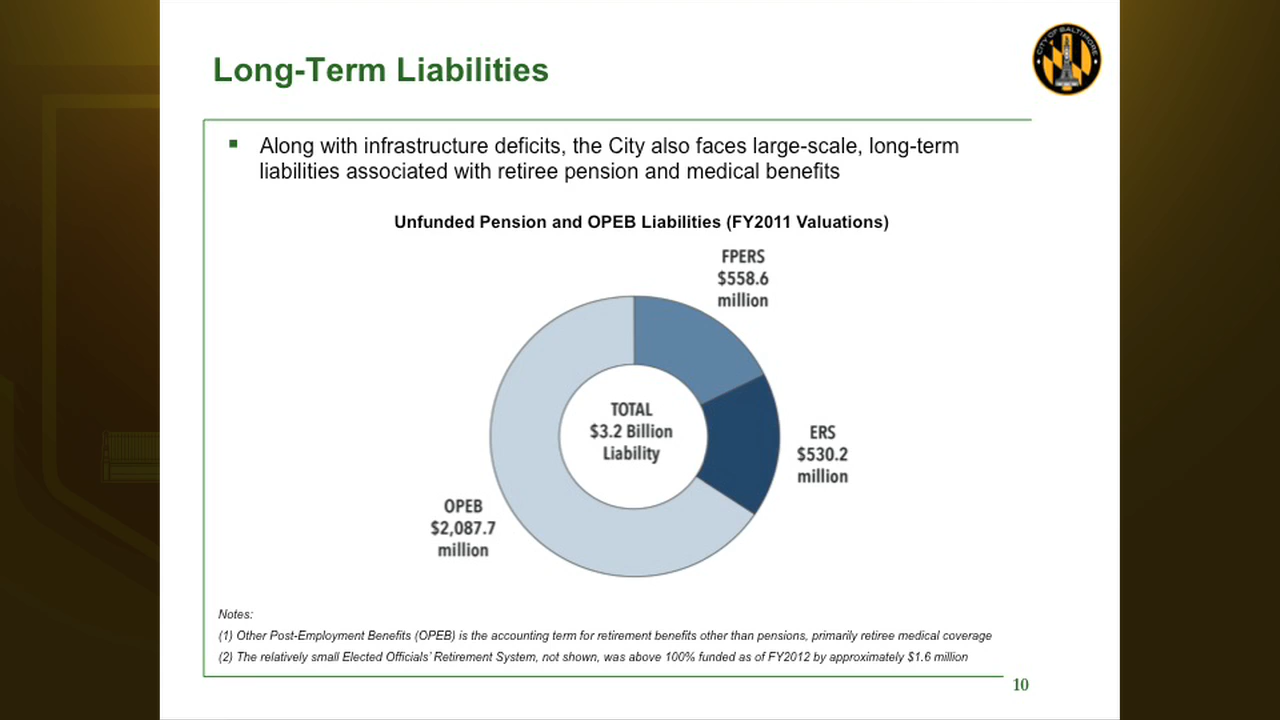 CITY OF BALTIMORE
Long-Term Liabilities
Along with infrastructure deficits, the City also faces large-scale, long-term
liabilities associated with retiree pension and medical benefits
Unfunded Pension and OPEB Liabilities (FY2011 Valuations)
FPERS
$558.6
million
TOTAL
$3.2 Billion
Liability
ERS
$530.2
million
OPEB
$2,087.7
million
Notes:
(1) Other Post-Employment Benefits (OPEB) is the accounting term for retirement benefits other than pensions, primarily retiree medical coverage
(2) The relatively small Elected Officials' Retirement System, not shown, was above 100% funded as of FY2012 by approximately $1.6 million
10